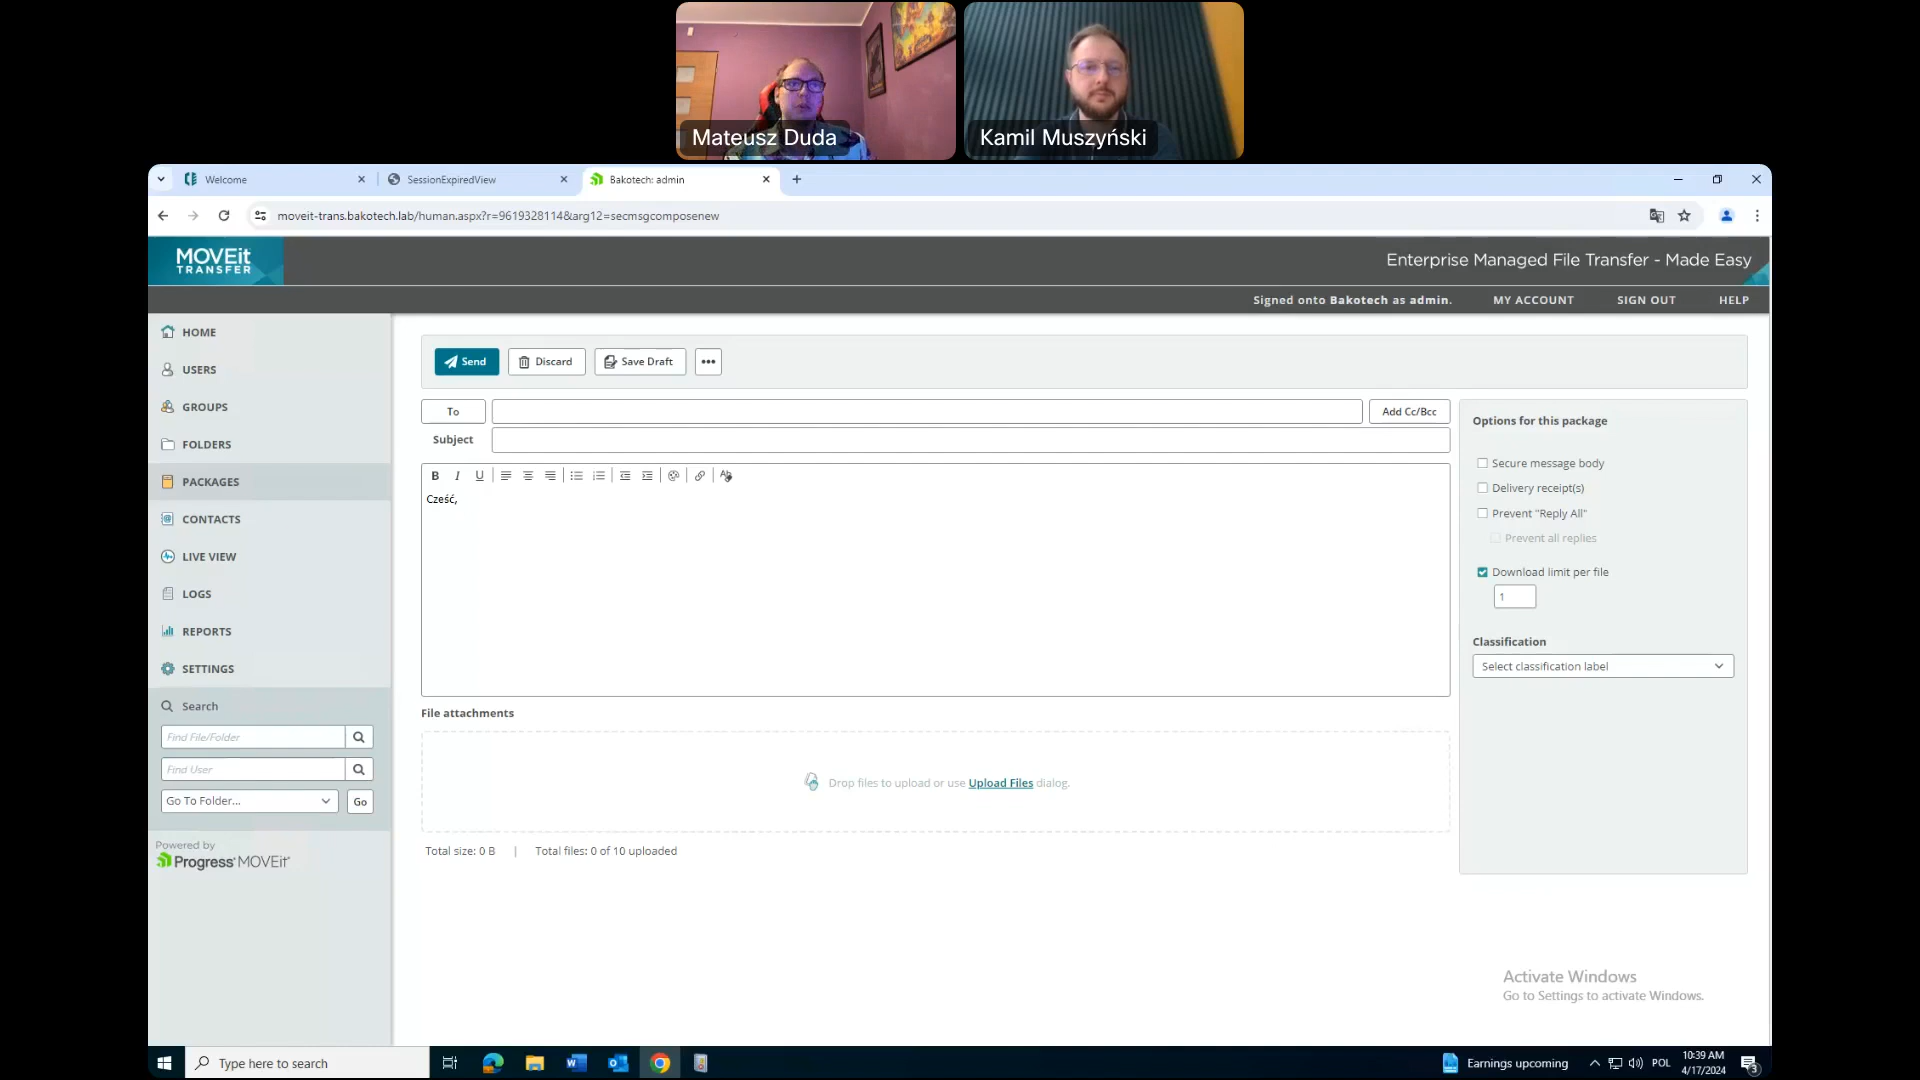 Mateusz Duda
Kamil Muszyński
Welcome
SessionExpiredView
Bakotech: admin
moveit-trans.bakotech.lab/human.aspx?r=9619328114&arg12=secmsgcomposenew
MOVEit
TRANSFER
Enterprise Managed File Transfer - Made Easy
Signed onto Bakotech as admin.
MY ACCOUNT
SIGN OUT
HELP
HOME
USERS
GROUPS
FOLDERS
PACKAGES
CONTACTS
LIVE VIEW
LOGS
REPORTS
SETTINGS
Search
Find File/Folder
Find User
Go To Folder...
Go
Powered by
Progress MOVEit
Send
Discard
Save Draft
To
Add Cc/Bcc
Subject
B I U
Cześć,
File attachments
Drop files to upload or use Upload Files dialog.
Total size: 0 B | Total files: 0 of 10 uploaded
Options for this package
Secure message body
Delivery receipt(s)
Prevent "Reply All"
Prevent all replies
Download limit per file
1
Classification
Select classification label
Activate Windows
Go to Settings to activate Windows.
Type here to search
Earnings upcoming
POL
10:39 AM
4/17/2024
3